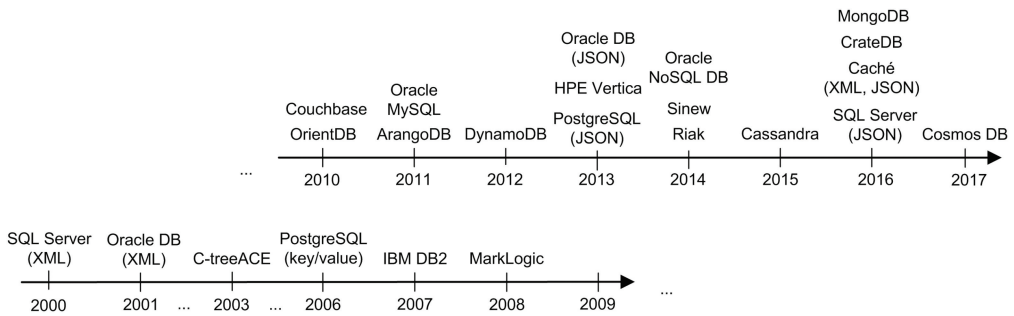 MongoDB
CrateDB
Caché
(XML, JSON)
SQL Server
(JSON)
Oracle DB
(JSON)
HPE Vertica
PostgreSQL
(JSON)
Oracle
NoSQL DB
Sinew
Riak
Couchbase
OrientDB
Oracle
MySQL
ArangoDB
DynamoDB
Cassandra
Cosmos DB
... 2010 2011 2012 2013 2014 2015 2016 2017
SQL Server
(XML)
Oracle DB
(XML)
C-treeACE
PostgreSQL
(key/value)
IBM DB2
MarkLogic
2000 2001 ... 2003 ... 2006 2007 2008 2009 ...